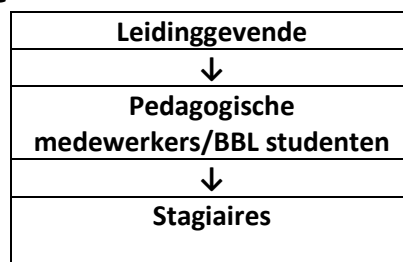 Leidinggevende
↓
Pedagogische
medewerkers/BBL studenten
↓
Stagiaires